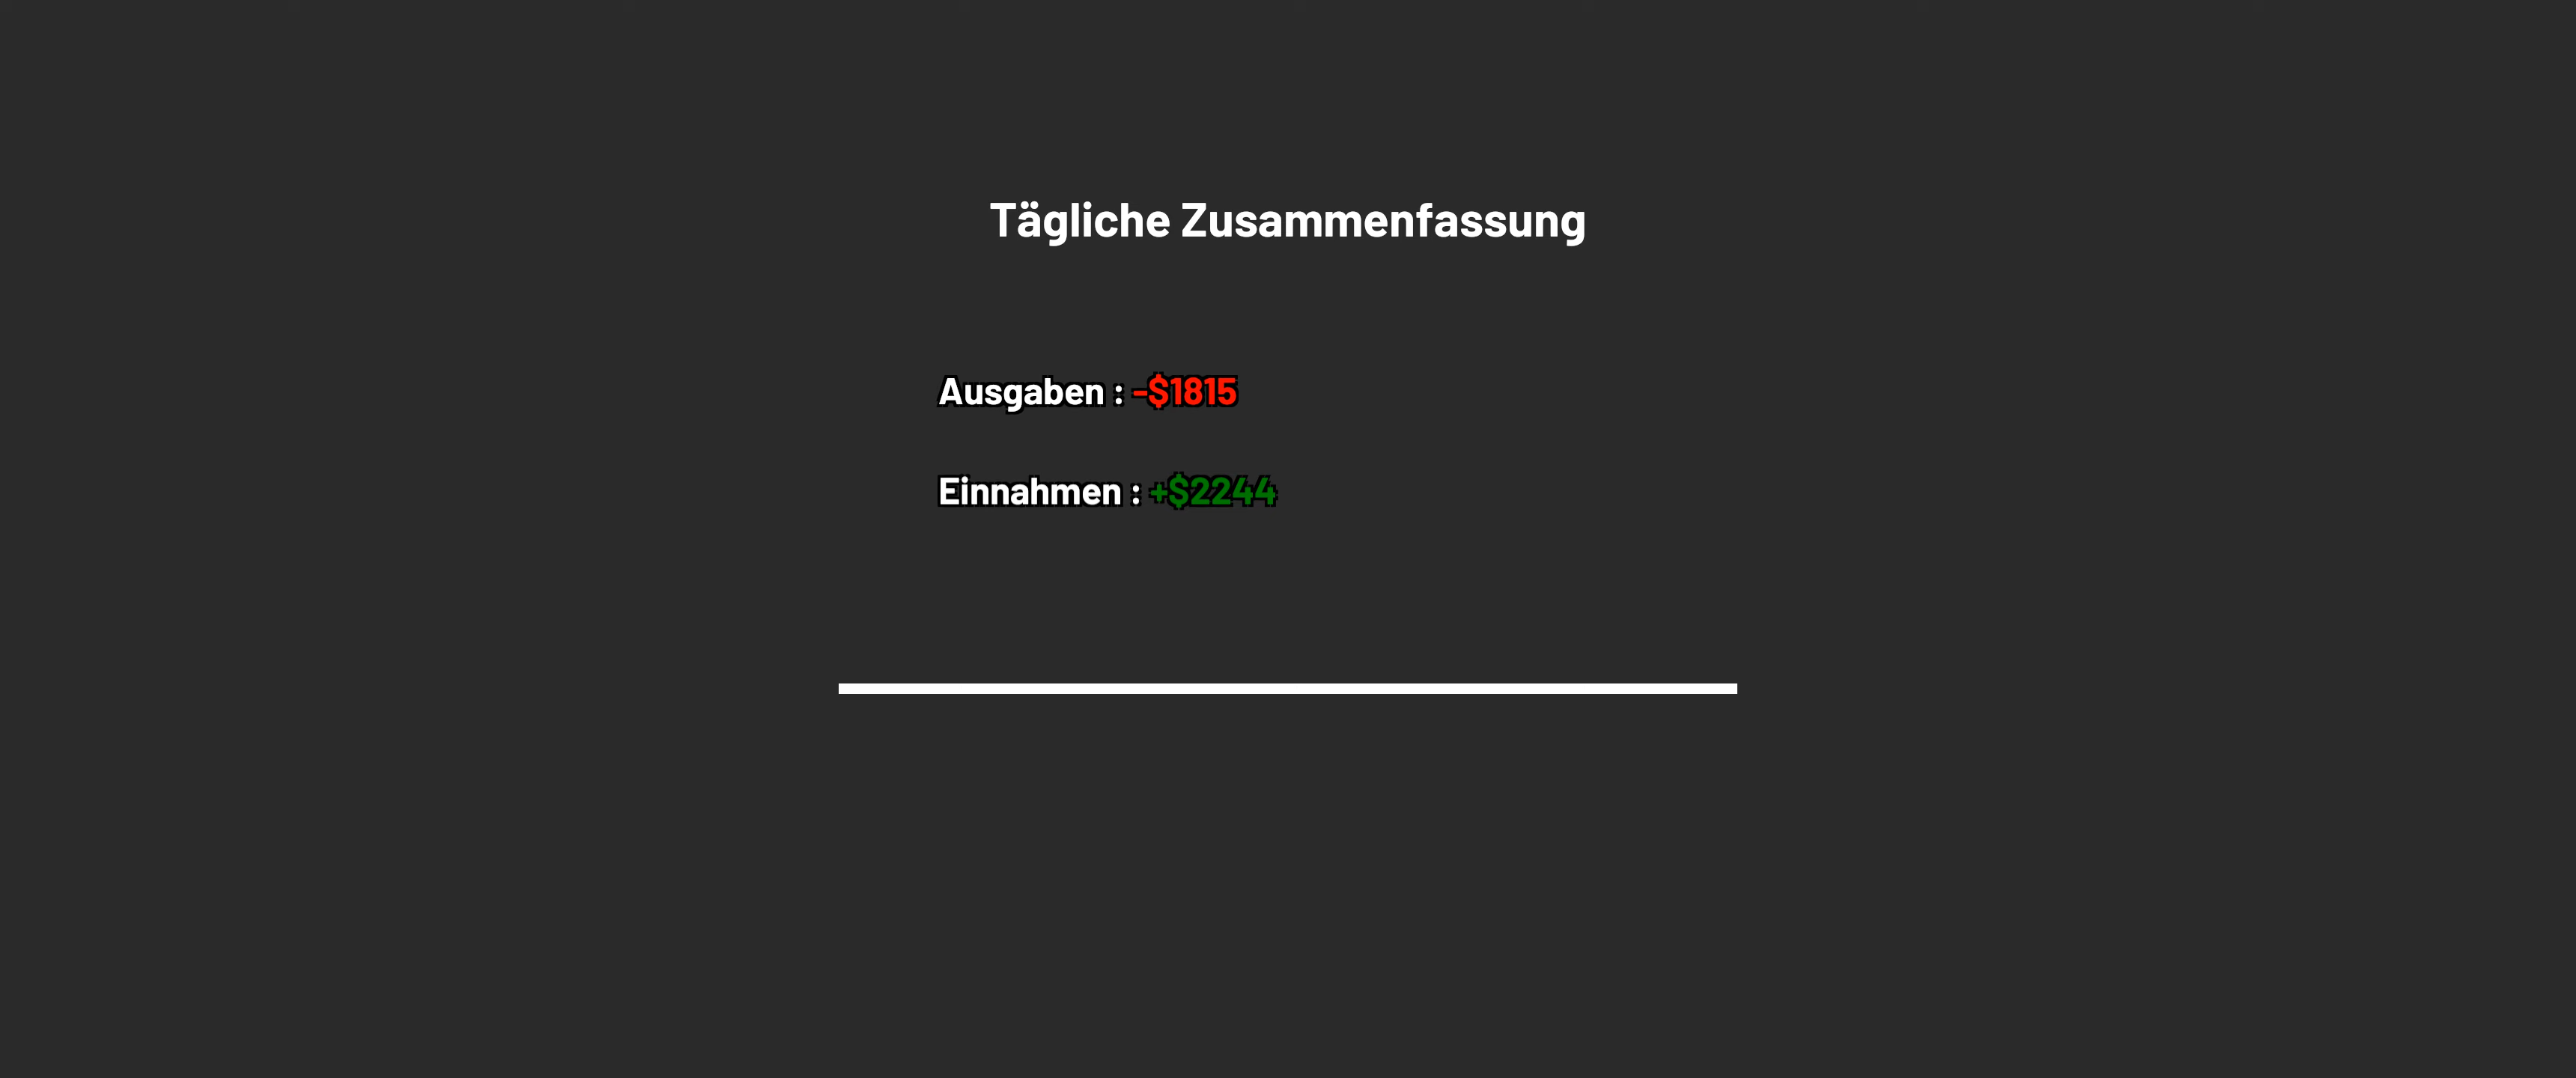 Tägliche Zusammenfassung
Ausgaben : -$1815
Einnahmen : +$2244